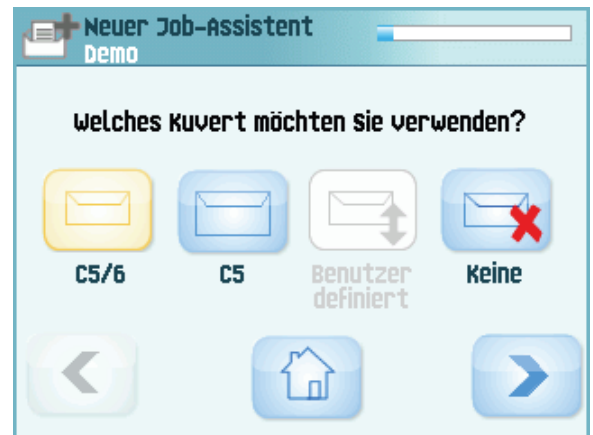 Neuer Job-Assistent
Demo
Welches Kuvert möchten Sie verwenden?
C5/6
C5
Benutzer
definiert
Keine